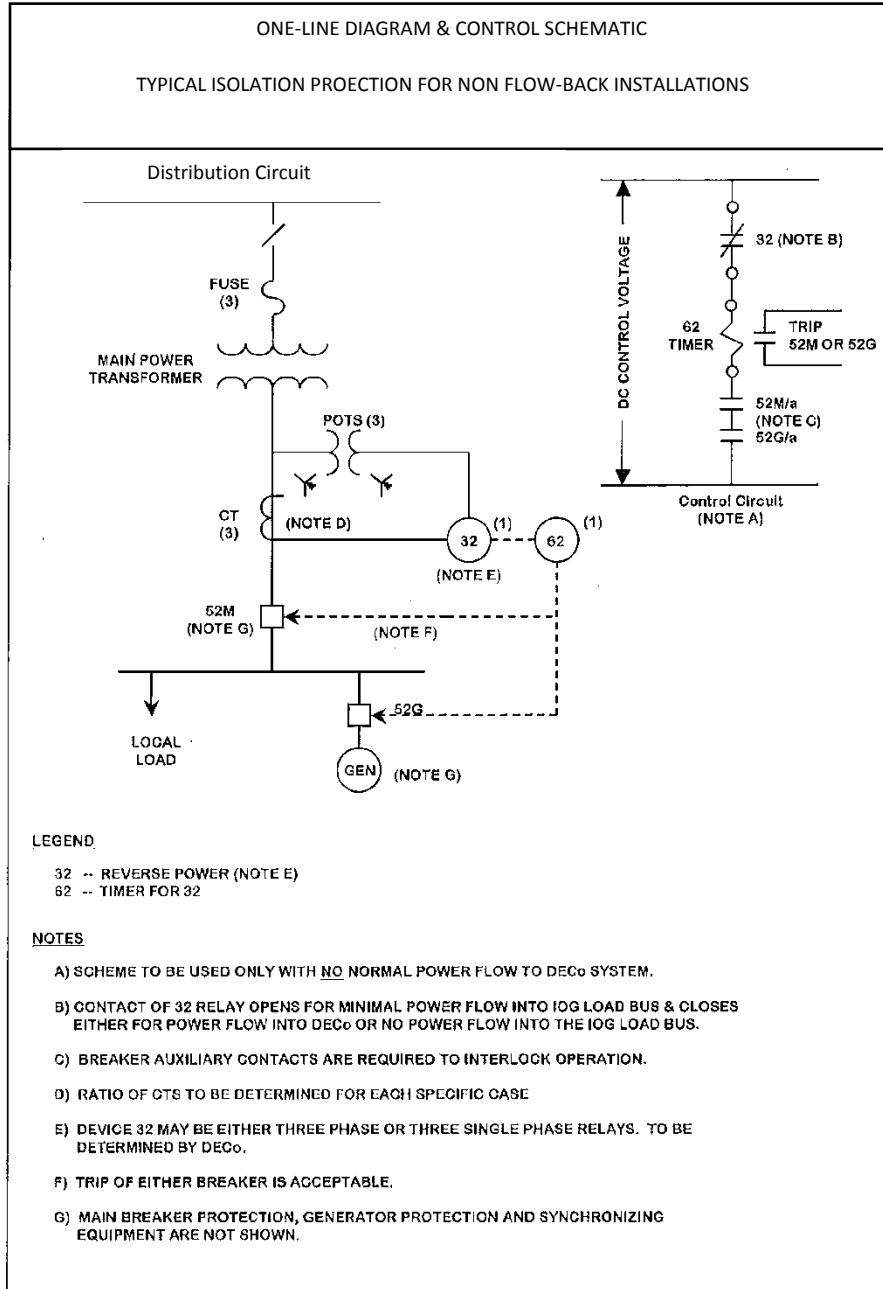 ONE-LINE DIAGRAM & CONTROL SCHEMATIC
TYPICAL ISOLATION PROECTION FOR NON FLOW-BACK INSTALLATIONS
Distribution Circuit
FUSE
(3)
MAIN POWER
TRANSFORMER
POTS (3)
CT
(3)
(NOTE D)
32
(1)
62
(1)
(NOTE E)
52M
(NOTE G)
(NOTE F)
52G
LOCAL
LOAD
GEN
(NOTE G)
DC CONTROL VOLTAGE
32 (NOTE B)
62
TIMER
TRIP
52M OR 52G
52M/a
(NOTE C)
52G/a
Control Circuit
(NOTE A)
LEGEND
32 -- REVERSE POWER (NOTE E)
62 -- TIMER FOR 32
NOTES
A) SCHEME TO BE USED ONLY WITH NO NORMAL POWER FLOW TO DECo SYSTEM.
B) CONTACT OF 32 RELAY OPENS FOR MINIMAL POWER FLOW INTO IOG LOAD BUS & CLOSES
EITHER FOR POWER FLOW INTO DECo OR NO POWER FLOW INTO THE IOG LOAD BUS.
C) BREAKER AUXILIARY CONTACTS ARE REQUIRED TO INTERLOCK OPERATION.
D) RATIO OF CTS TO BE DETERMINED FOR EACH SPECIFIC CASE
E) DEVICE 32 MAY BE EITHER THREE PHASE OR THREE SINGLE PHASE RELAYS. TO BE
DETERMINED BY DECo.
F) TRIP OF EITHER BREAKER IS ACCEPTABLE.
G) MAIN BREAKER PROTECTION, GENERATOR PROTECTION AND SYNCHRONIZING
EQUIPMENT ARE NOT SHOWN.